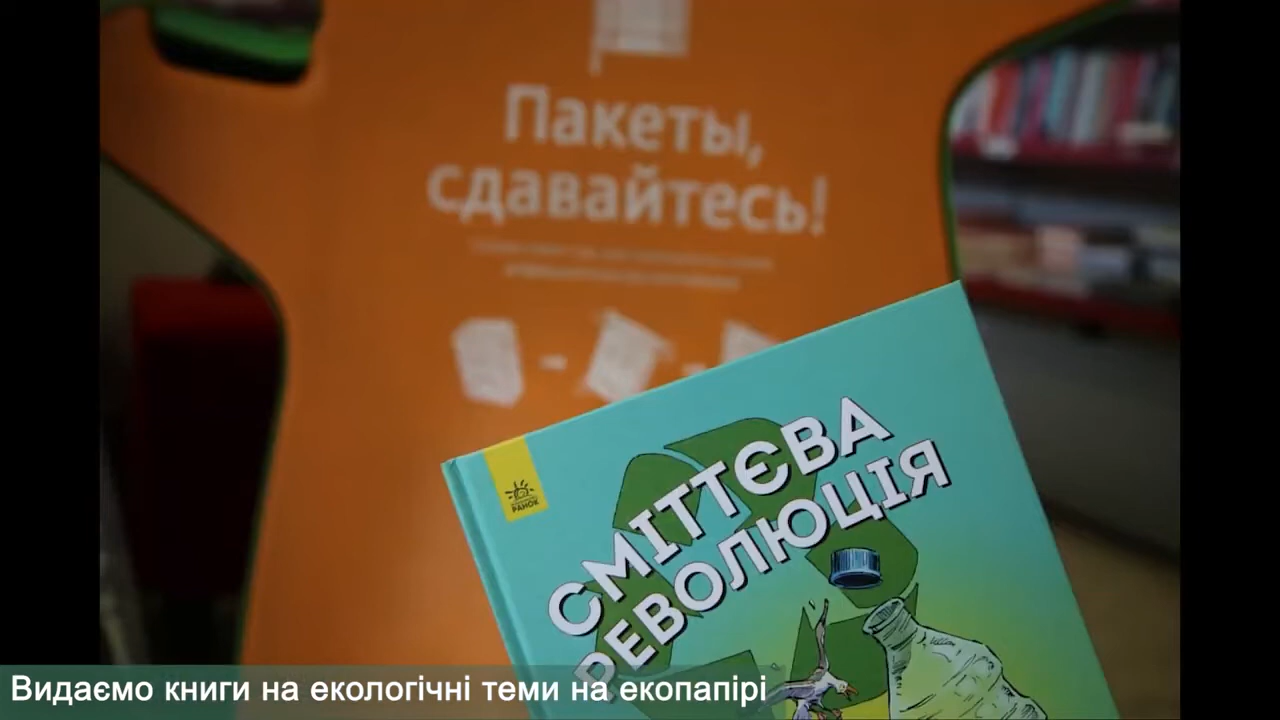 Пакеты,
сдавайтесь!
РАНОК
СМІТТЄВА
РЕВОЛЮЦІЯ
Видаємо книги на екологічні теми на екопапірі